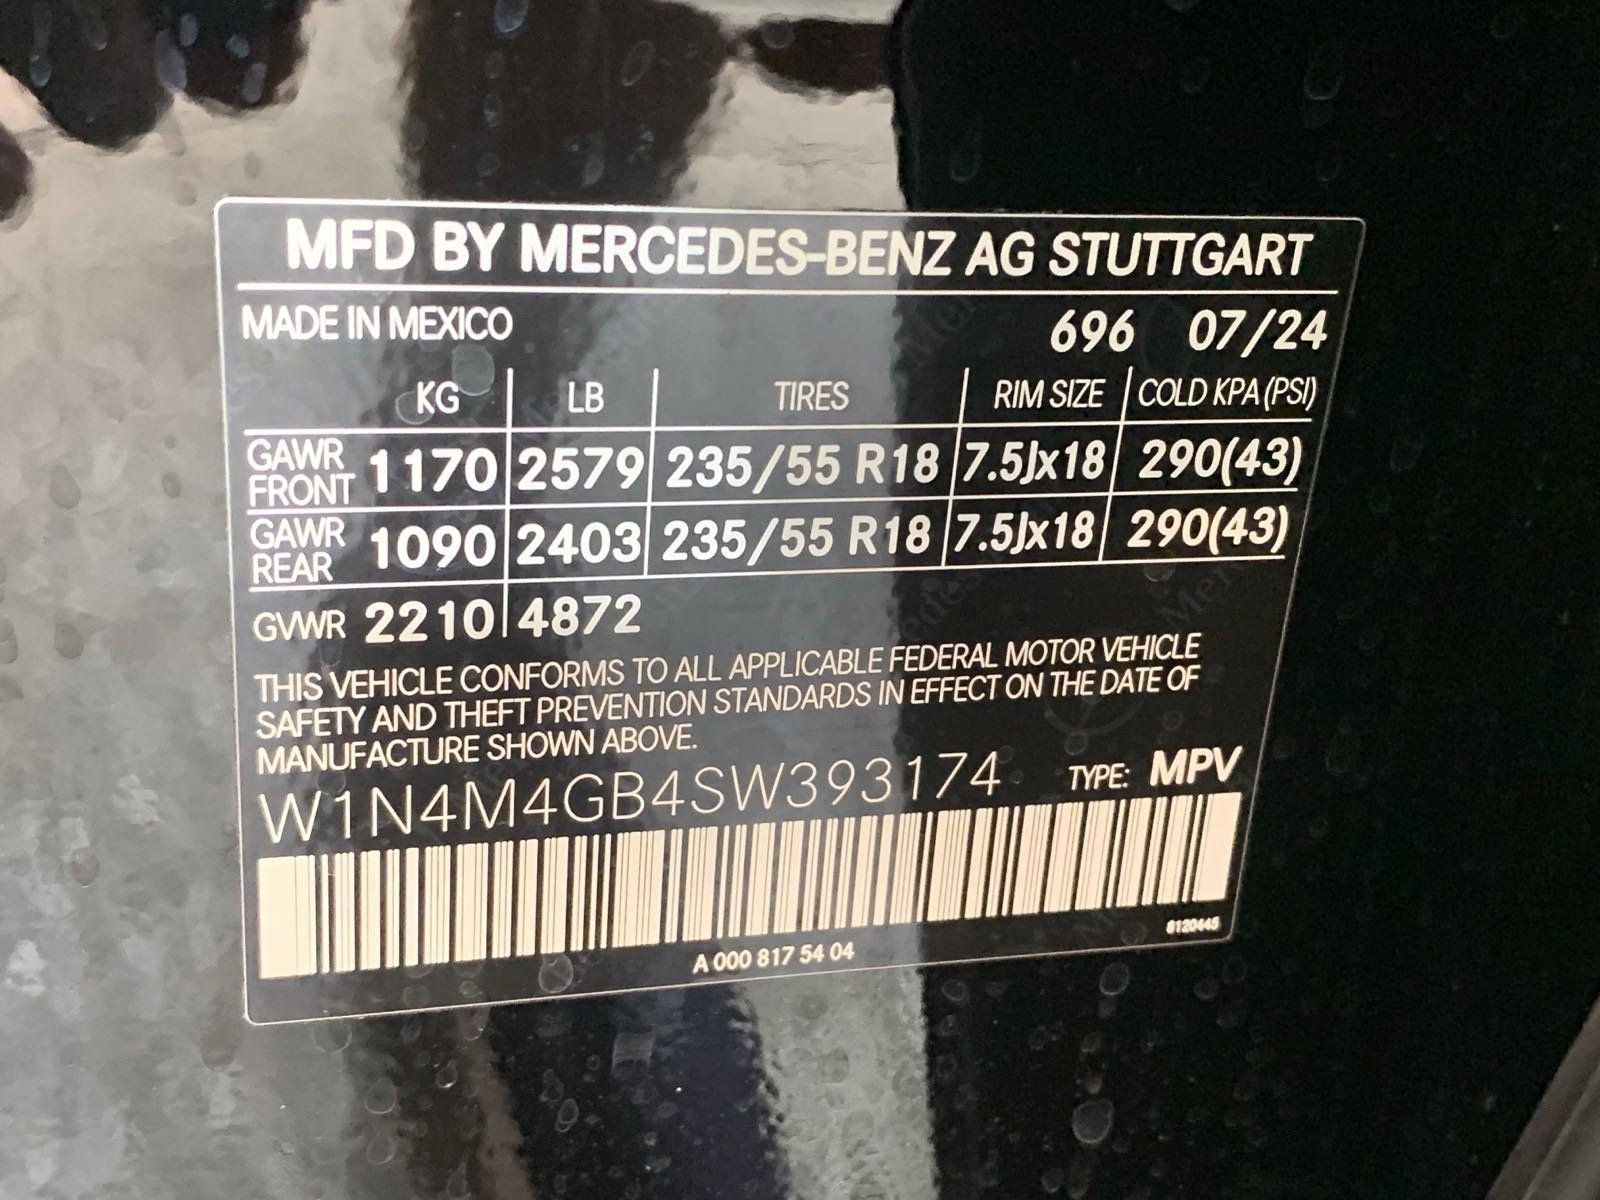 MFD BY MERCEDES-BENZ AG STUTTGART
MADE IN MEXICO 696 07/24
KG LB TIRES RIM SIZE COLD KPA (PSI)
GAWR FRONT 1170 2579 235/55 R18 7.5Jx18 290(43)
GAWR REAR 1090 2403 235/55 R18 7.5Jx18 290(43)
GVWR 2210 4872
THIS VEHICLE CONFORMS TO ALL APPLICABLE FEDERAL MOTOR VEHICLE
SAFETY AND THEFT PREVENTION STANDARDS IN EFFECT ON THE DATE OF
MANUFACTURE SHOWN ABOVE.
W1N4M4GB4SW393174 TYPE: MPV
8120445
A 000 817 54 04